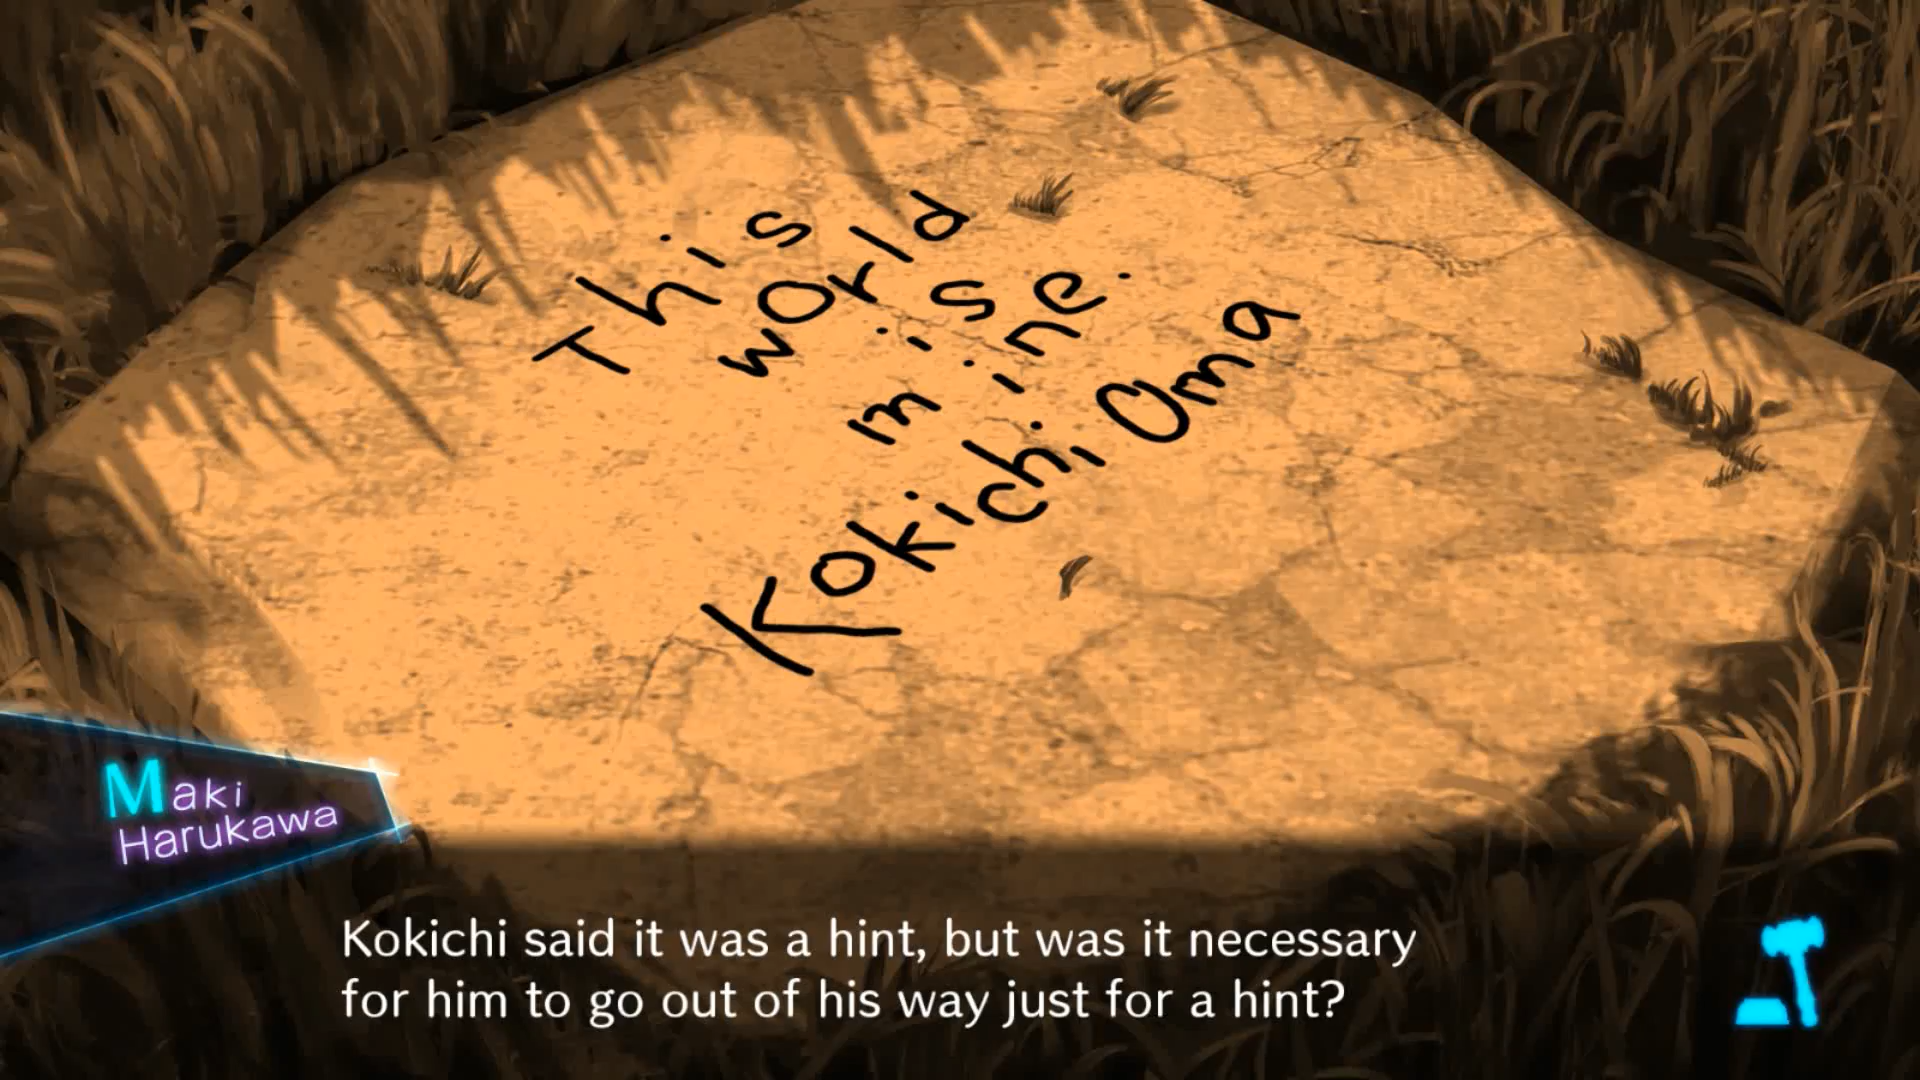 This
world
is
mine.
Kokichi Oma
Maki
Harukawa
Kokichi said it was a hint, but was it necessary
for him to go out of his way just for a hint?